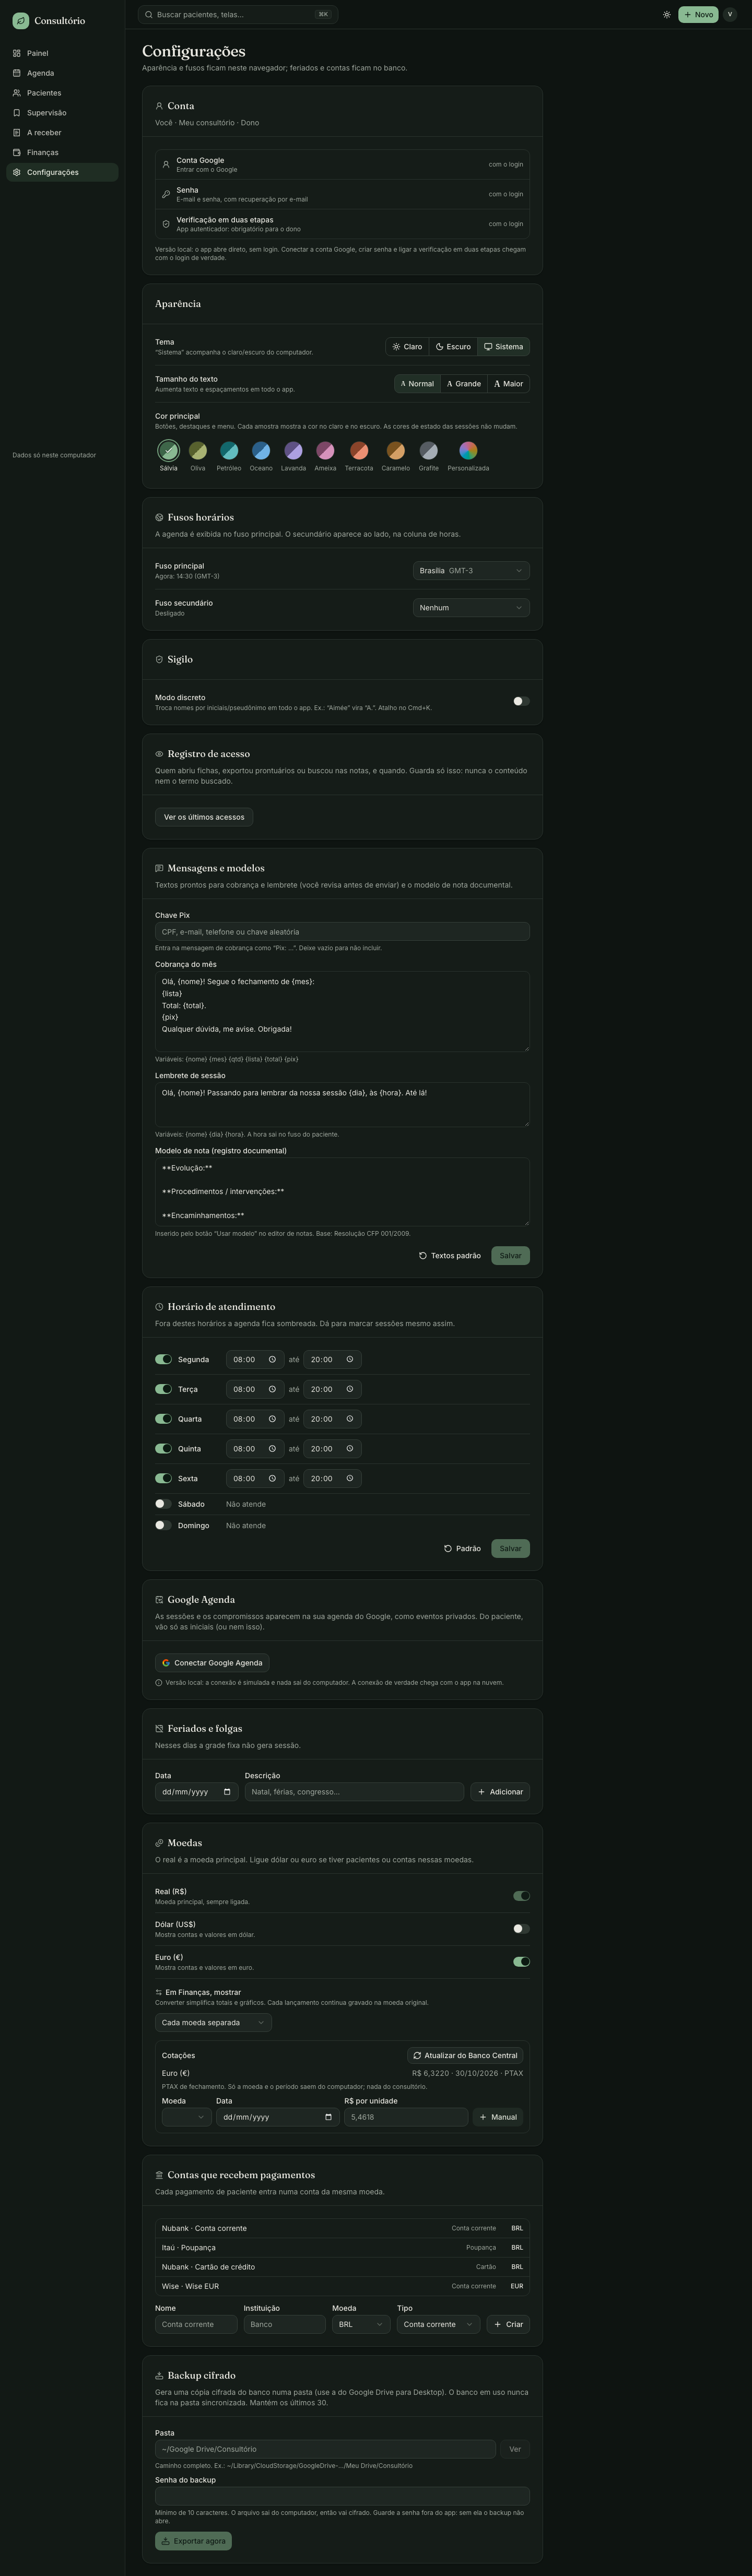 Consultório
Buscar pacientes, telas...
⌘K
Novo
V
Painel
Agenda
Pacientes
Supervisão
A receber
Finanças
Configurações
Dados só neste computador
Configurações
Aparência e fusos ficam neste navegador; feriados e contas ficam no banco.
Conta
Você · Meu consultório · Dono
Conta Google
Entrar com o Google
com o login
Senha
E-mail e senha, com recuperação por e-mail
com o login
Verificação em duas etapas
App autenticador: obrigatório para o dono
com o login
Versão local: o app abre direto, sem login. Conectar a conta Google, criar senha e ligar a verificação em duas etapas chegam
com o login de verdade.
Aparência
Tema
"Sistema" acompanha o claro/escuro do computador.
Claro
Escuro
Sistema
Tamanho do texto
Aumenta texto e espaçamentos em todo o app.
A Normal
A Grande
A Maior
Cor principal
Botões, destaques e menu. Cada amostra mostra a cor no claro e no escuro. As cores de estado das sessões não mudam.
Sálvia
Oliva
Petróleo
Oceano
Lavanda
Ameixa
Terracota
Caramelo
Grafite
Personalizada
Fusos horários
A agenda é exibida no fuso principal. O secundário aparece ao lado, na coluna de horas.
Fuso principal
Agora: 14:30 (GMT-3)
Brasília GMT-3
Fuso secundário
Desligado
Nenhum
Sigilo
Modo discreto
Troca nomes por iniciais/pseudônimo em todo o app. Ex.: "Aimée" vira "A.". Atalho no Cmd+K.
Registro de acesso
Quem abriu fichas, exportou prontuários ou buscou nas notas, e quando. Guarda só isso: nunca o conteúdo
nem o termo buscado.
Ver os últimos acessos
Mensagens e modelos
Textos prontos para cobrança e lembrete (você revisa antes de enviar) e o modelo de nota documental.
Chave Pix
CPF, e-mail, telefone ou chave aleatória
Entra na mensagem de cobrança como "Pix: ...". Deixe vazio para não incluir.
Cobrança do mês
Olá, {nome}! Segue o fechamento de {mes}:
{lista}
Total: {total}.
{pix}
Qualquer dúvida, me avise. Obrigada!
Variáveis: {nome} {mes} {qtd} {lista} {total} {pix}
Lembrete de sessão
Olá, {nome}! Passando para lembrar da nossa sessão {dia}, às {hora}. Até lá!
Variáveis: {nome} {dia} {hora}. A hora sai no fuso do paciente.
Modelo de nota (registro documental)
**Evolução:**
**Procedimentos / intervenções:**
**Encaminhamentos:**
Inserido pelo botão "Usar modelo" no editor de notas. Base: Resolução CFP 001/2009.
Textos padrão
Salvar
Horário de atendimento
Fora destes horários a agenda fica sombreada. Dá para marcar sessões mesmo assim.
Segunda 08:00 até 20:00
Terça 08:00 até 20:00
Quarta 08:00 até 20:00
Quinta 08:00 até 20:00
Sexta 08:00 até 20:00
Sábado Não atende
Domingo Não atende
Padrão
Salvar
Google Agenda
As sessões e os compromissos aparecem na sua agenda do Google, como eventos privados. Do paciente,
vão só as iniciais (ou nem isso).
Conectar Google Agenda
Versão local: a conexão é simulada e nada sai do computador. A conexão de verdade chega com o app na nuvem.
Feriados e folgas
Nesses dias a grade fixa não gera sessão.
Data
Descrição
dd/mm/yyyy
Natal, férias, congresso...
Adicionar
Moedas
O real é a moeda principal. Ligue dólar ou euro se tiver pacientes ou contas nessas moedas.
Real (R$)
Moeda principal, sempre ligada.
Dólar (US$)
Mostra contas e valores em dólar.
Euro (€)
Mostra contas e valores em euro.
Em Finanças, mostrar
Converter simplifica totais e gráficos. Cada lançamento continua gravado na moeda original.
Cada moeda separada
Cotações
Atualizar do Banco Central
Euro (€)
R$ 6,3220 · 30/10/2026 · PTAX
PTAX de fechamento. Só a moeda e o período saem do computador; nada do consultório.
Moeda
Data
R$ por unidade
dd/mm/yyyy
5,4618
Manual
Contas que recebem pagamentos
Cada pagamento de paciente entra numa conta da mesma moeda.
Nubank · Conta corrente Conta corrente BRL
Itaú · Poupança Poupança BRL
Nubank · Cartão de crédito Cartão BRL
Wise · Wise EUR Conta corrente EUR
Nome
Instituição
Moeda
Tipo
Conta corrente
Banco
BRL
Conta corrente
Criar
Backup cifrado
Gera uma cópia cifrada do banco numa pasta (use a do Google Drive para Desktop). O banco em uso nunca
fica na pasta sincronizada. Mantém os últimos 30.
Pasta
~/Google Drive/Consultório
Ver
Caminho completo. Ex.: ~/Library/CloudStorage/GoogleDrive-.../Meu Drive/Consultório
Senha do backup
Mínimo de 10 caracteres. O arquivo sai do computador, então vai cifrado. Guarde a senha fora do app: sem ela o backup não
abre.
Exportar agora